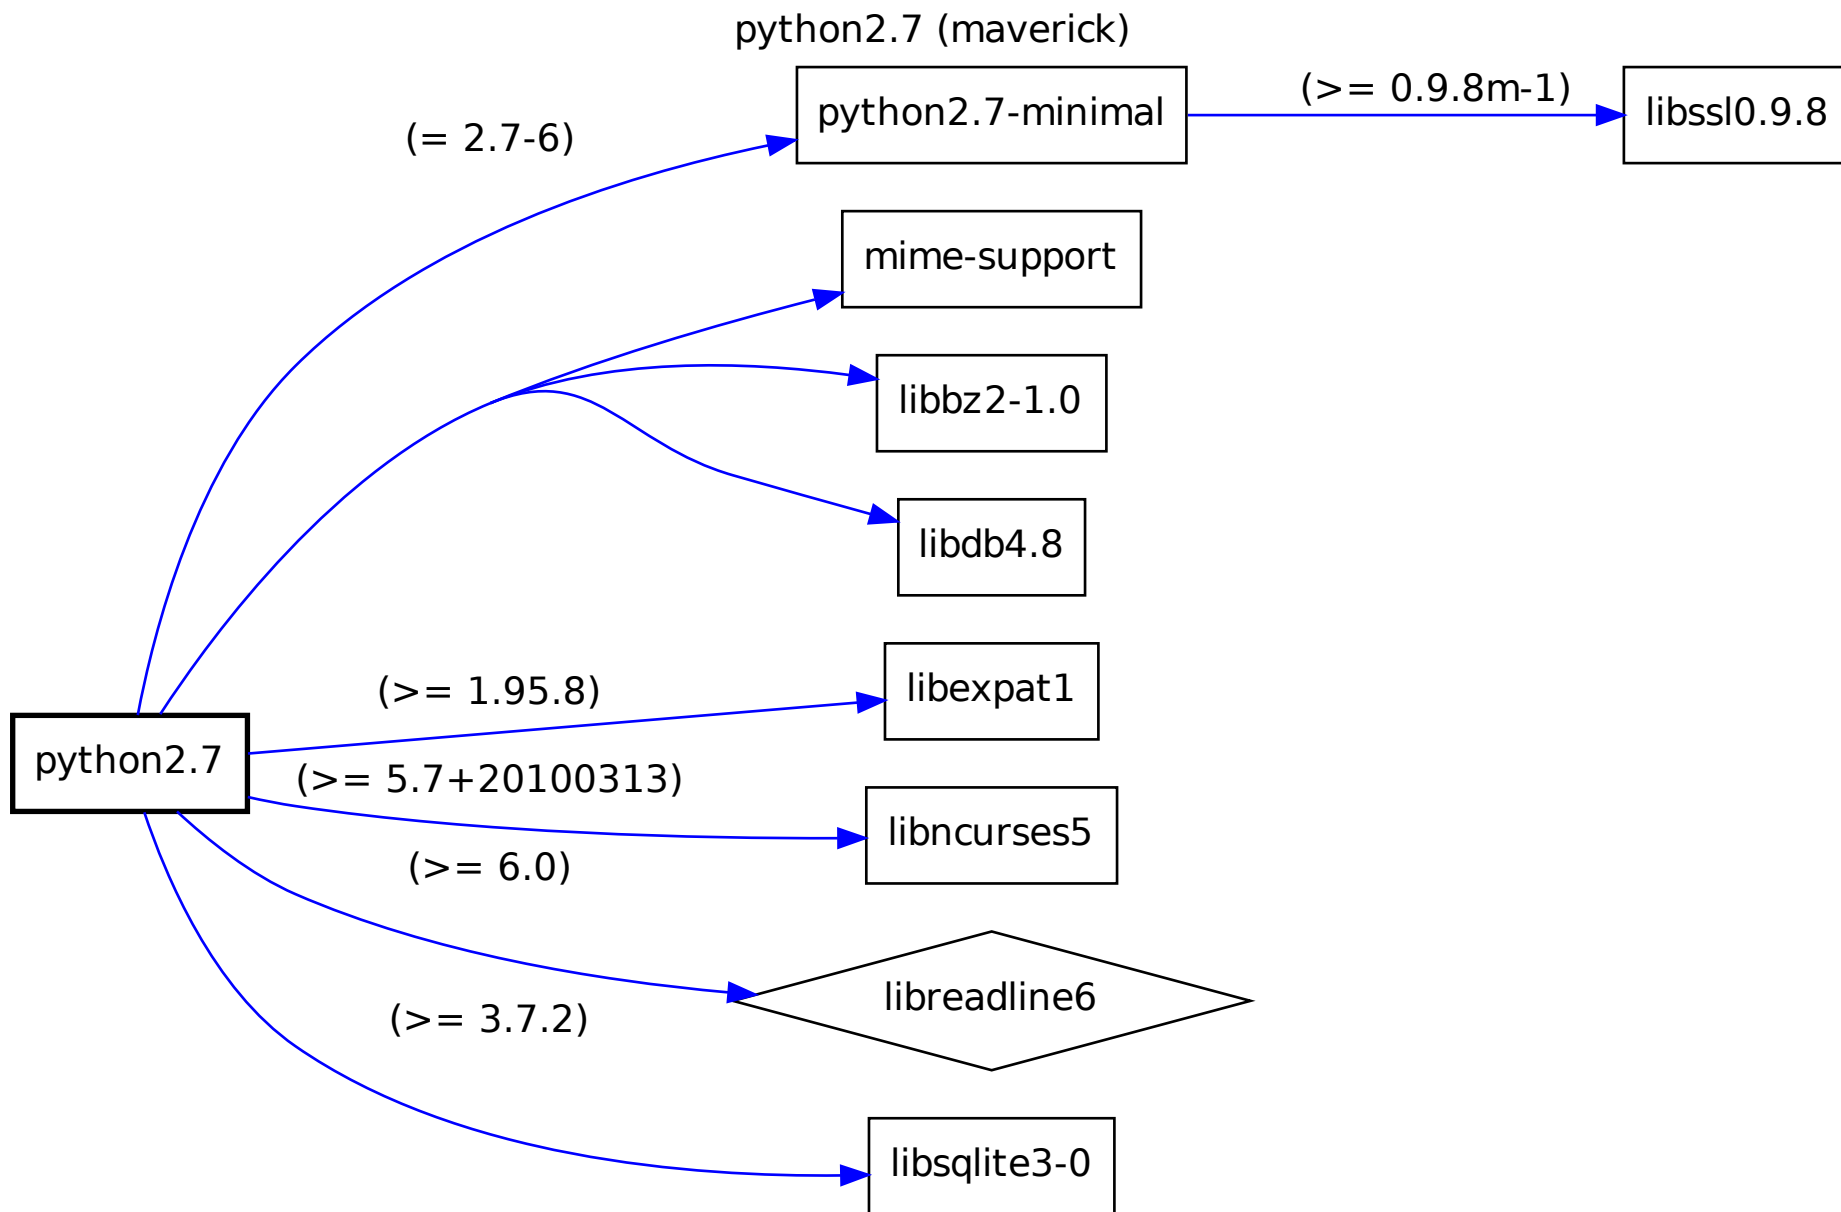 python2.7 (maverick)
python2.7-minimal
(>= 0.9.8m-1)
libssl0.9.8
(= 2.7-6)
mime-support
libbz2-1.0
libdb4.8
libexpat1
(>= 1.95.8)
python2.7
(>= 5.7+20100313)
libncurses5
(>= 6.0)
libreadline6
(>= 3.7.2)
libsqlite3-0